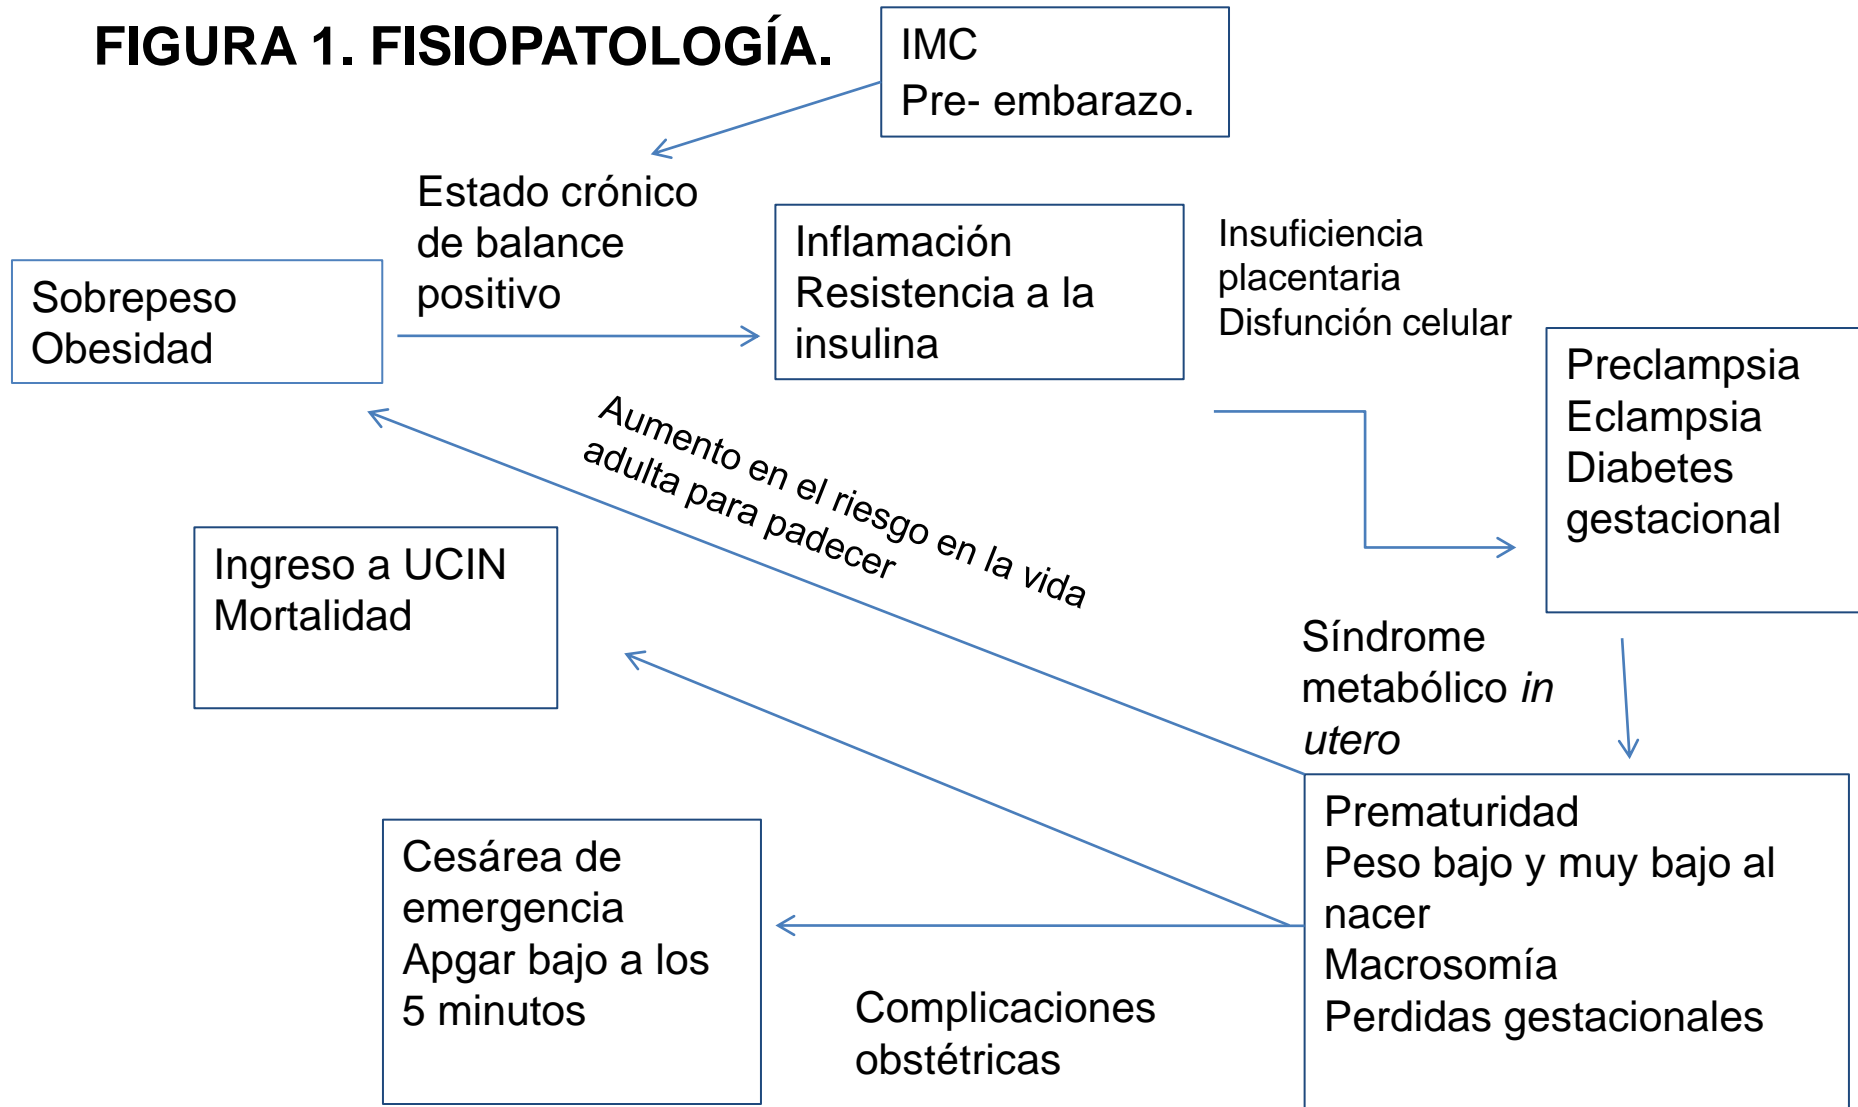 FIGURA 1. FISIOPATOLOGÍA.
IMC
Pre- embarazo.
Estado crónico
de balance
positivo
Sobrepeso
Obesidad
Inflamación
Resistencia a la
insulina
Insuficiencia
placentaria
Disfunción celular
Preclampsia
Eclampsia
Diabetes
gestacional
Aumento en el riesgo en la vida
adulta para padecer
Ingreso a UCIN
Mortalidad
Síndrome
metabólico in
utero
Prematuridad
Peso bajo y muy bajo al
nacer
Macrosomía
Perdidas gestacionales
Cesárea de
emergencia
Apgar bajo a los
5 minutos
Complicaciones
obstétricas